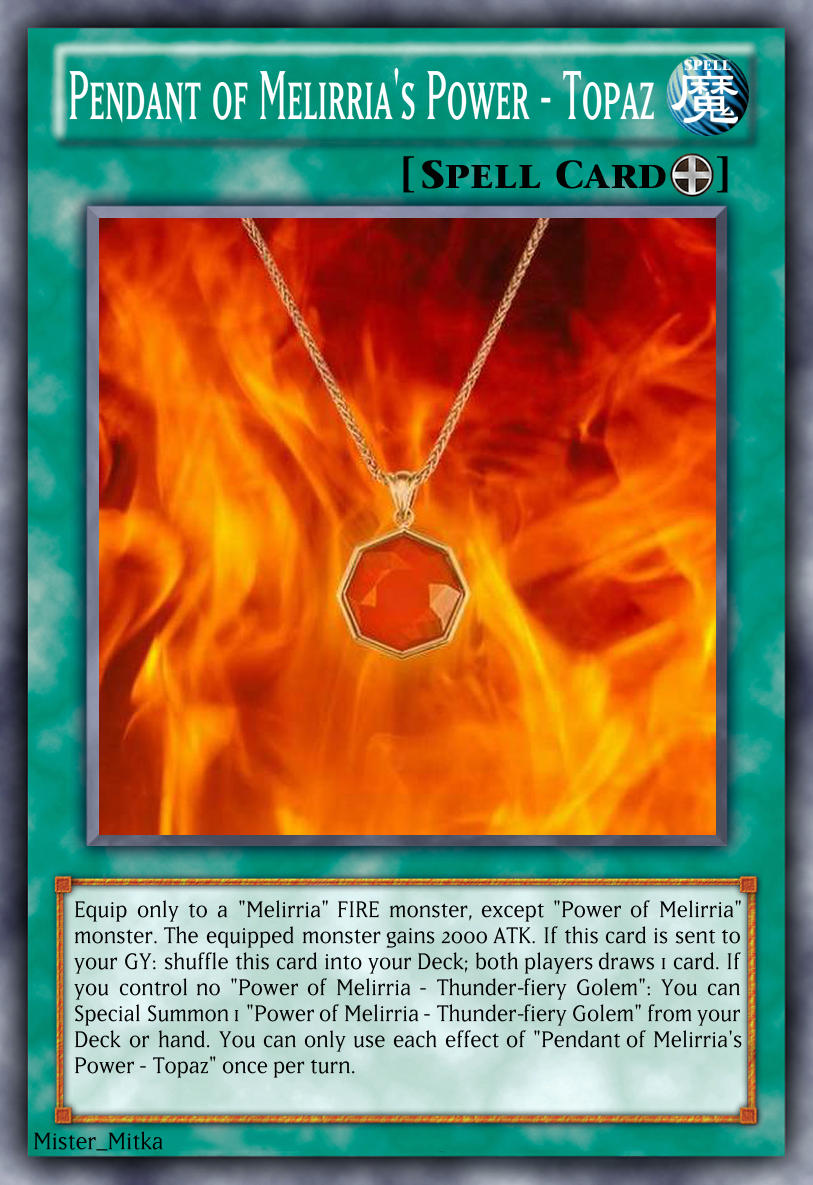 Pendant of Melirria's Power - Topaz
SPELL
魔
[Spell Card]
Equip only to a "Melirria" FIRE monster, except "Power of Melirria"
monster. The equipped monster gains 2000 ATK. If this card is sent to
your GY: shuffle this card into your Deck; both players draws 1 card. If
you control no "Power of Melirria - Thunder-fiery Golem": You can
Special Summon 1 "Power of Melirria - Thunder-fiery Golem" from your
Deck or hand. You can only use each effect of "Pendant of Melirria's
Power - Topaz" once per turn.
Mister_Mitka